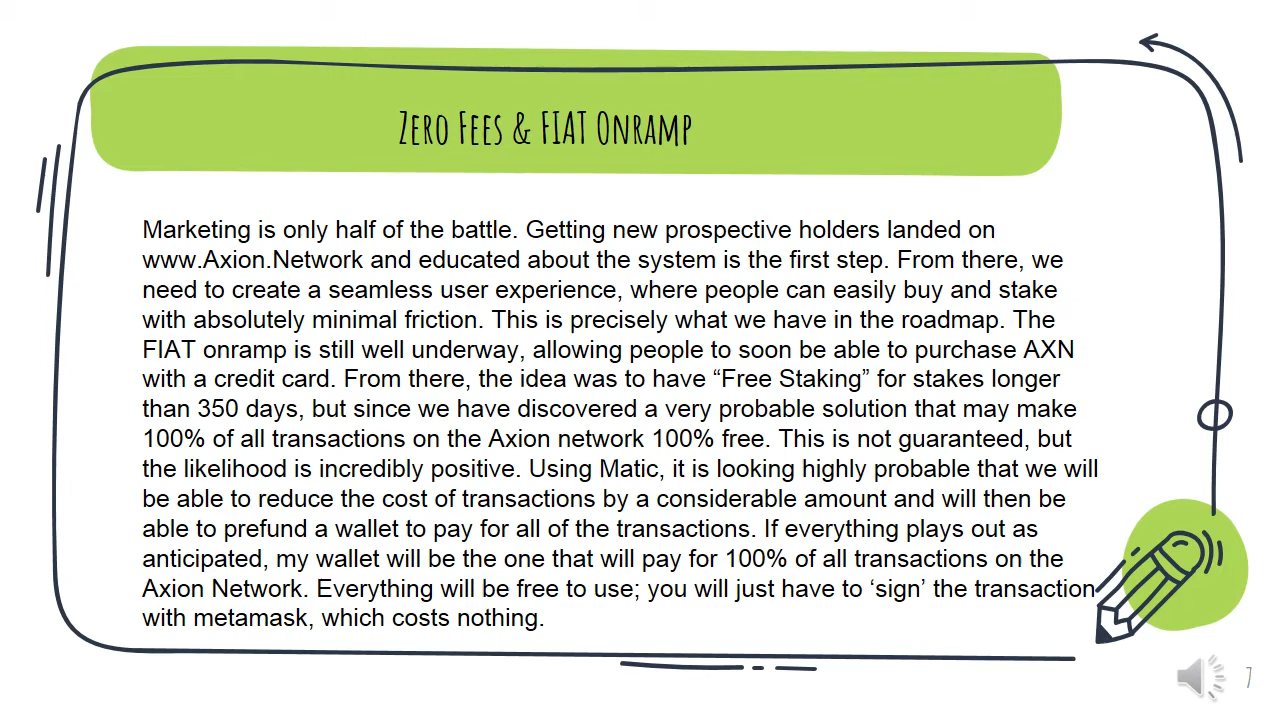 Zero Fees & FIAT Onramp
Marketing is only half of the battle. Getting new prospective holders landed on
www.Axion.Network and educated about the system is the first step. From there, we
need to create a seamless user experience, where people can easily buy and stake
with absolutely minimal friction. This is precisely what we have in the roadmap. The
FIAT onramp is still well underway, allowing people to soon be able to purchase AXN
with a credit card. From there, the idea was to have “Free Staking” for stakes longer
than 350 days, but since we have discovered a very probable solution that may make
100% of all transactions on the Axion network 100% free. This is not guaranteed, but
the likelihood is incredibly positive. Using Matic, it is looking highly probable that we will
be able to reduce the cost of transactions by a considerable amount and will then be
able to prefund a wallet to pay for all of the transactions. If everything plays out as
anticipated, my wallet will be the one that will pay for 100% of all transactions on the
Axion Network. Everything will be free to use; you will just have to ‘sign’ the transaction
with metamask, which costs nothing.
7